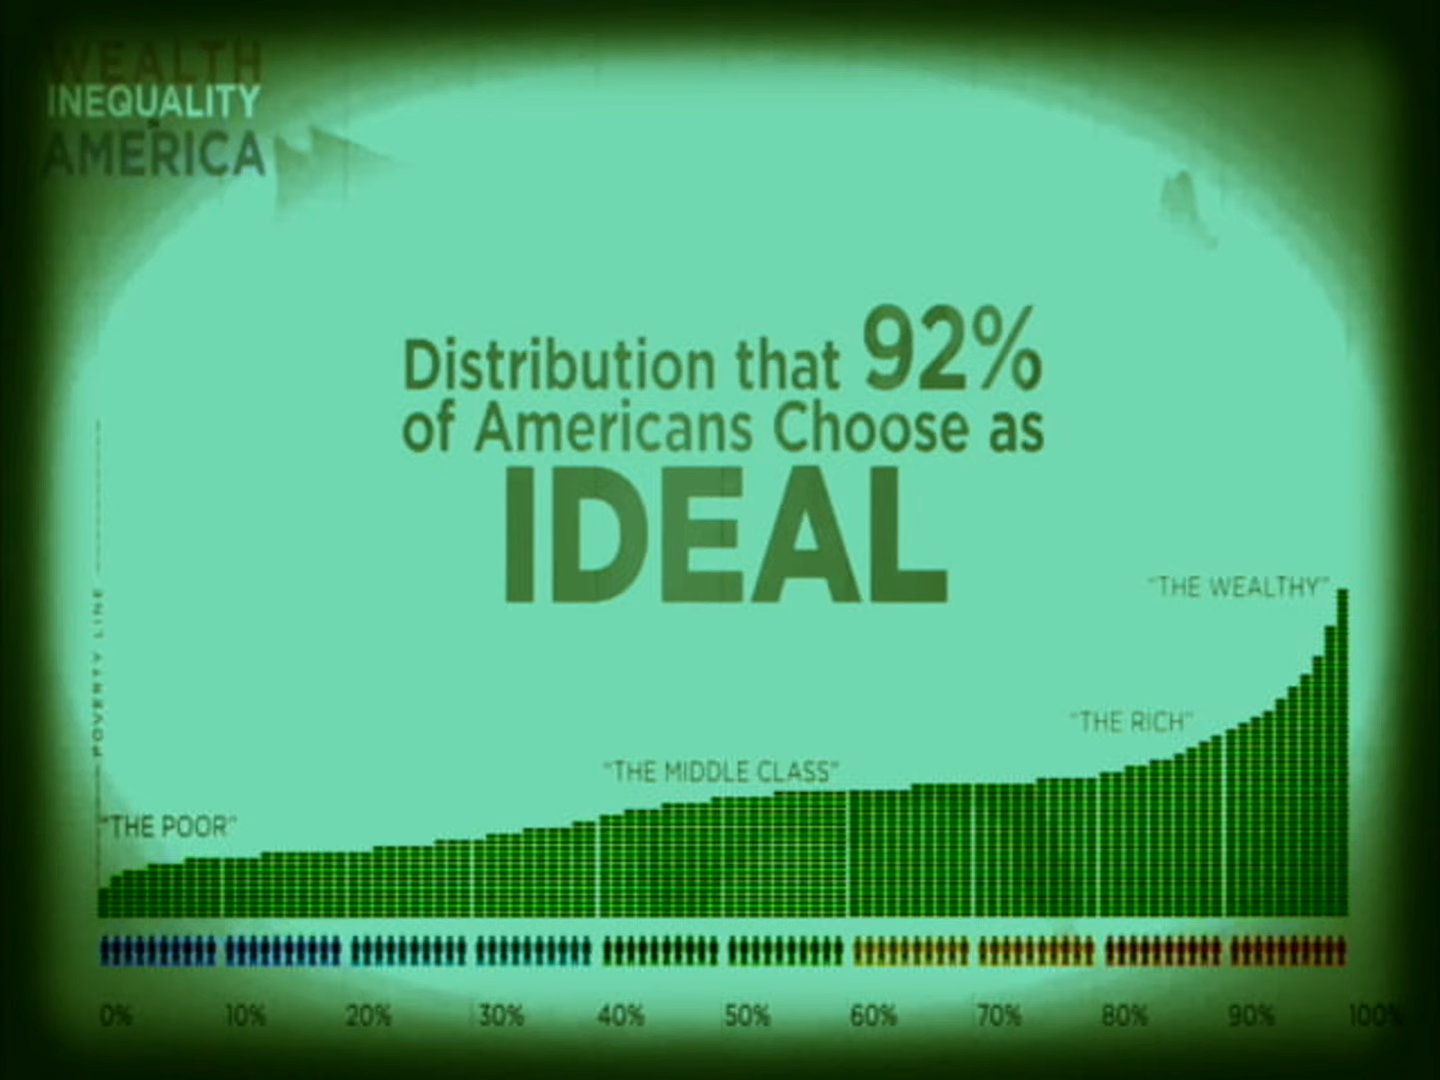 WEALTH
INEQUALITY
AMERICA
Distribution that 92%
of Americans Choose as
IDEAL
"THE WEALTHY"
"THE RICH"
"THE MIDDLE CLASS"
"THE POOR"
POVERTY LINE
0% 10% 20% 30% 40% 50% 60% 70% 80% 90% 100%